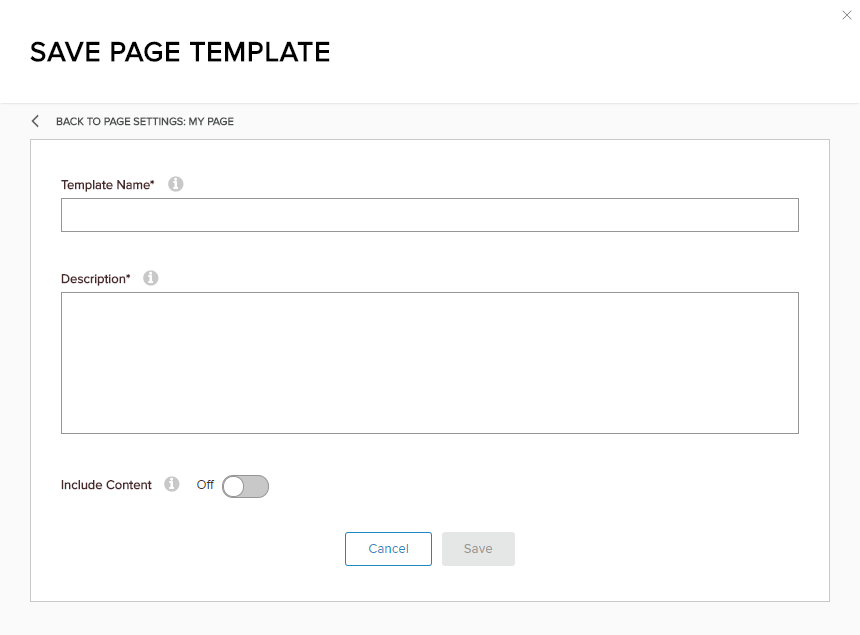 SAVE PAGE TEMPLATE
BACK TO PAGE SETTINGS: MY PAGE
Template Name*
Description*
Include Content Off
Cancel Save